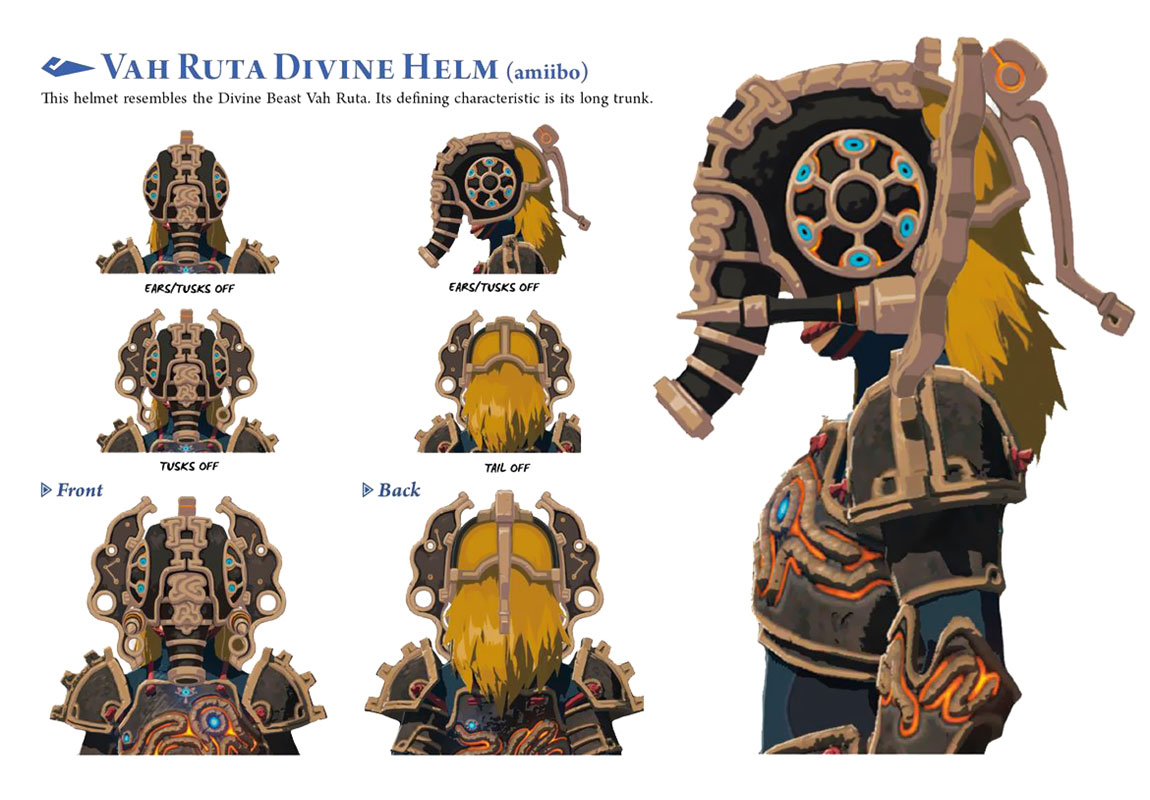 VAH RUTA DIVINE HELM (amiibo)
This helmet resembles the Divine Beast Vah Ruta. Its defining characteristic is its long trunk.
EARS/TUSKS OFF
EARS/TUSKS OFF
TUSKS OFF
TAIL OFF
Front
Back